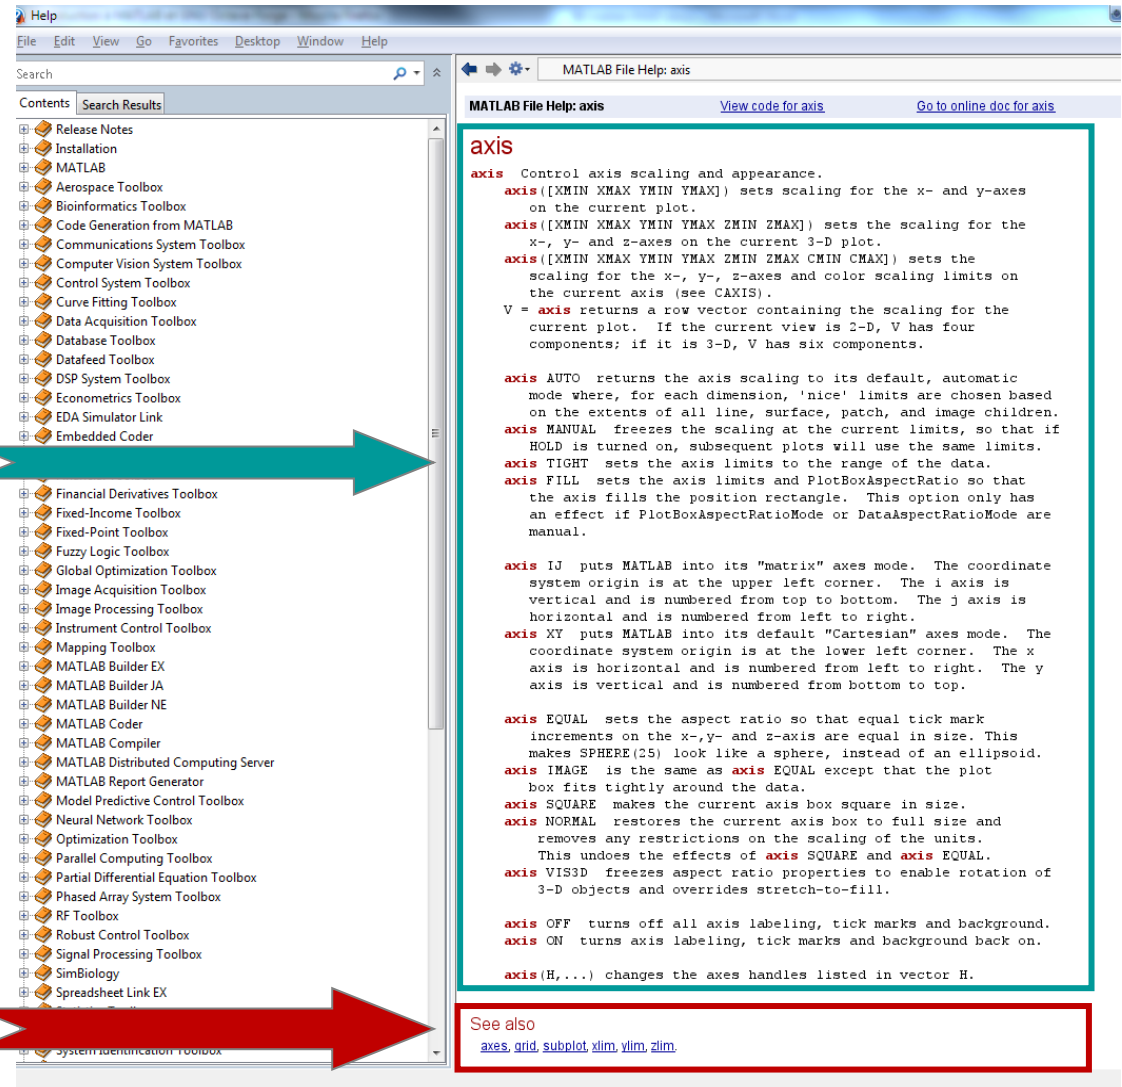 Help
File Edit View Go Favorites Desktop Window Help
Search
Contents Search Results
Release Notes
Installation
MATLAB
Aerospace Toolbox
Bioinformatics Toolbox
Code Generation from MATLAB
Communications System Toolbox
Computer Vision System Toolbox
Control System Toolbox
Curve Fitting Toolbox
Data Acquisition Toolbox
Database Toolbox
Datafeed Toolbox
DSP System Toolbox
Econometrics Toolbox
EDA Simulator Link
Embedded Coder
Financial Derivatives Toolbox
Fixed-Income Toolbox
Fixed-Point Toolbox
Fuzzy Logic Toolbox
Global Optimization Toolbox
Image Acquisition Toolbox
Image Processing Toolbox
Instrument Control Toolbox
Mapping Toolbox
MATLAB Builder EX
MATLAB Builder JA
MATLAB Builder NE
MATLAB Coder
MATLAB Compiler
MATLAB Distributed Computing Server
MATLAB Report Generator
Model Predictive Control Toolbox
Neural Network Toolbox
Optimization Toolbox
Parallel Computing Toolbox
Partial Differential Equation Toolbox
Phased Array System Toolbox
RF Toolbox
Robust Control Toolbox
Signal Processing Toolbox
SimBiology
Spreadsheet Link EX
System Identification Toolbox
MATLAB File Help: axis
MATLAB File Help: axis View code for axis Go to online doc for axis
axis
axis Control axis scaling and appearance.
axis([XMIN XMAX YMIN YMAX]) sets scaling for the x- and y-axes
on the current plot.
axis([XMIN XMAX YMIN YMAX ZMIN ZMAX]) sets the scaling for the
x-, y- and z-axes on the current 3-D plot.
axis([XMIN XMAX YMIN YMAX ZMIN ZMAX CMIN CMAX]) sets the
scaling for the x-, y-, z-axes and color scaling limits on
the current axis (see CAXIS).
V = axis returns a row vector containing the scaling for the
current plot. If the current view is 2-D, V has four
components; if it is 3-D, V has six components.
axis AUTO returns the axis scaling to its default, automatic
mode where, for each dimension, 'nice' limits are chosen based
on the extents of all line, surface, patch, and image children.
axis MANUAL freezes the scaling at the current limits, so that if
HOLD is turned on, subsequent plots will use the same limits.
axis TIGHT sets the axis limits to the range of the data.
axis FILL sets the axis limits and PlotBoxAspectRatio so that
the axis fills the position rectangle. This option only has
an effect if PlotBoxAspectRatioMode or DataAspectRatioMode are
manual.
axis IJ puts MATLAB into its "matrix" axes mode. The coordinate
system origin is at the upper left corner. The i axis is
vertical and is numbered from top to bottom. The j axis is
horizontal and is numbered from left to right.
axis XY puts MATLAB into its default "Cartesian" axes mode. The
coordinate system origin is at the lower left corner. The x
axis is horizontal and is numbered from left to right. The y
axis is vertical and is numbered from bottom to top.
axis EQUAL sets the aspect ratio so that equal tick mark
increments on the x-,y- and z-axis are equal in size. This
makes SPHERE(25) look like a sphere, instead of an ellipsoid.
axis IMAGE is the same as axis EQUAL except that the plot
box fits tightly around the data.
axis SQUARE makes the current axis box square in size.
axis NORMAL restores the current axis box to full size and
removes any restrictions on the scaling of the units.
This undoes the effects of axis SQUARE and axis EQUAL.
axis VIS3D freezes aspect ratio properties to enable rotation of
3-D objects and overrides stretch-to-fill.
axis OFF turns off all axis labeling, tick marks and background.
axis ON turns axis labeling, tick marks and background back on.
axis(H,...) changes the axes handles listed in vector H.
See also
axes, grid, subplot, xlim, ylim, zlim.